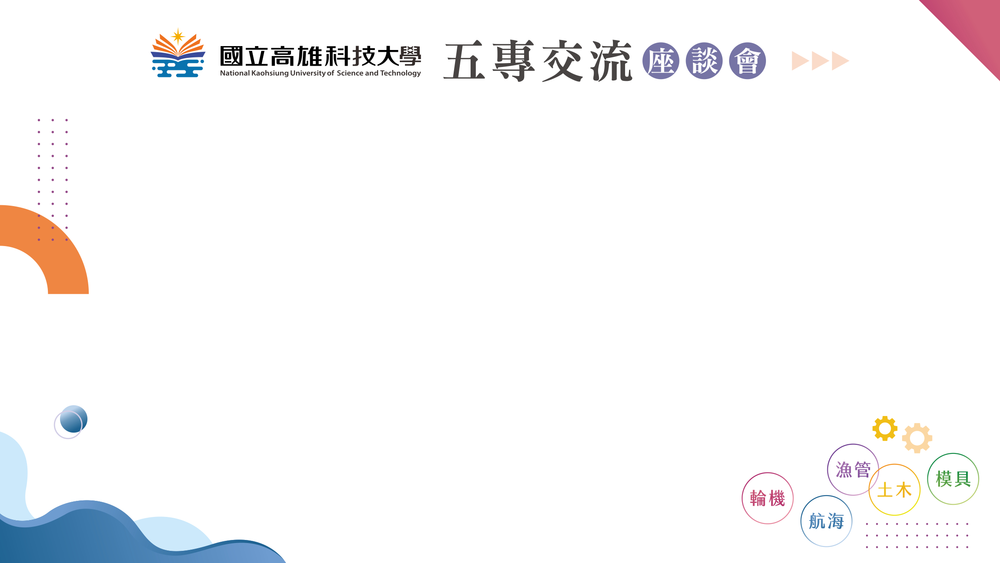 國立高雄科技大學
National Kaohsiung University of Science and Technology
五專交流座談會
漁管
模具
土木
輪機
航海